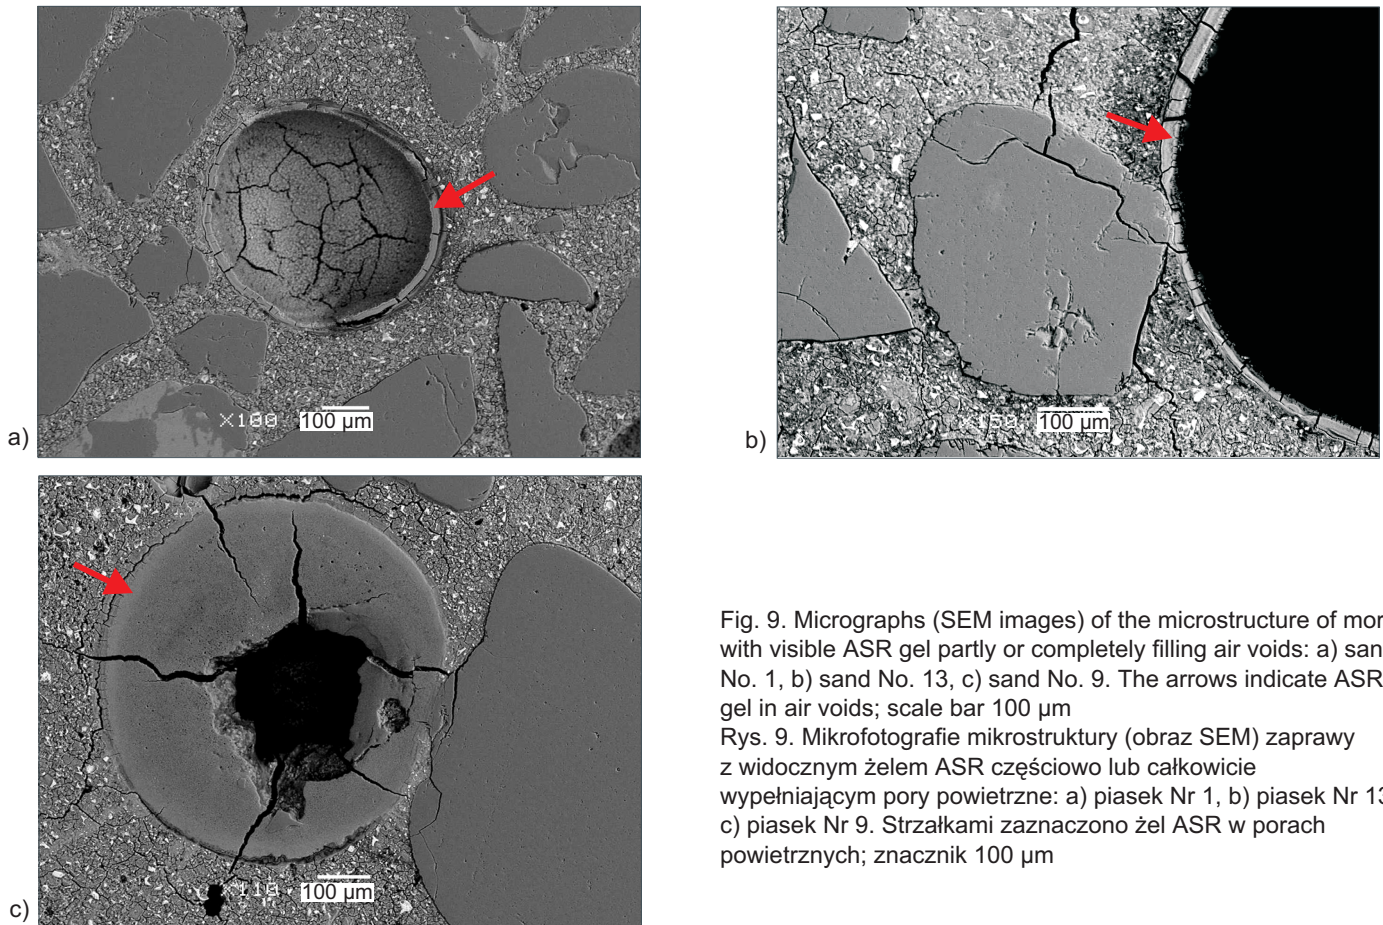 X100
100 µm
a)
X150
100 µm
b)
X110
100 µm
c)
Fig. 9. Micrographs (SEM images) of the microstructure of mor
with visible ASR gel partly or completely filling air voids: a) san
No. 1, b) sand No. 13, c) sand No. 9. The arrows indicate ASR
gel in air voids; scale bar 100 µm
Rys. 9. Mikrofotografie mikrostruktury (obraz SEM) zaprawy
z widocznym żelem ASR częściowo lub całkowicie
wypełniającym pory powietrzne: a) piasek Nr 1, b) piasek Nr 13
c) piasek Nr 9. Strzałkami zaznaczono żel ASR w porach
powietrznych; znacznik 100 µm